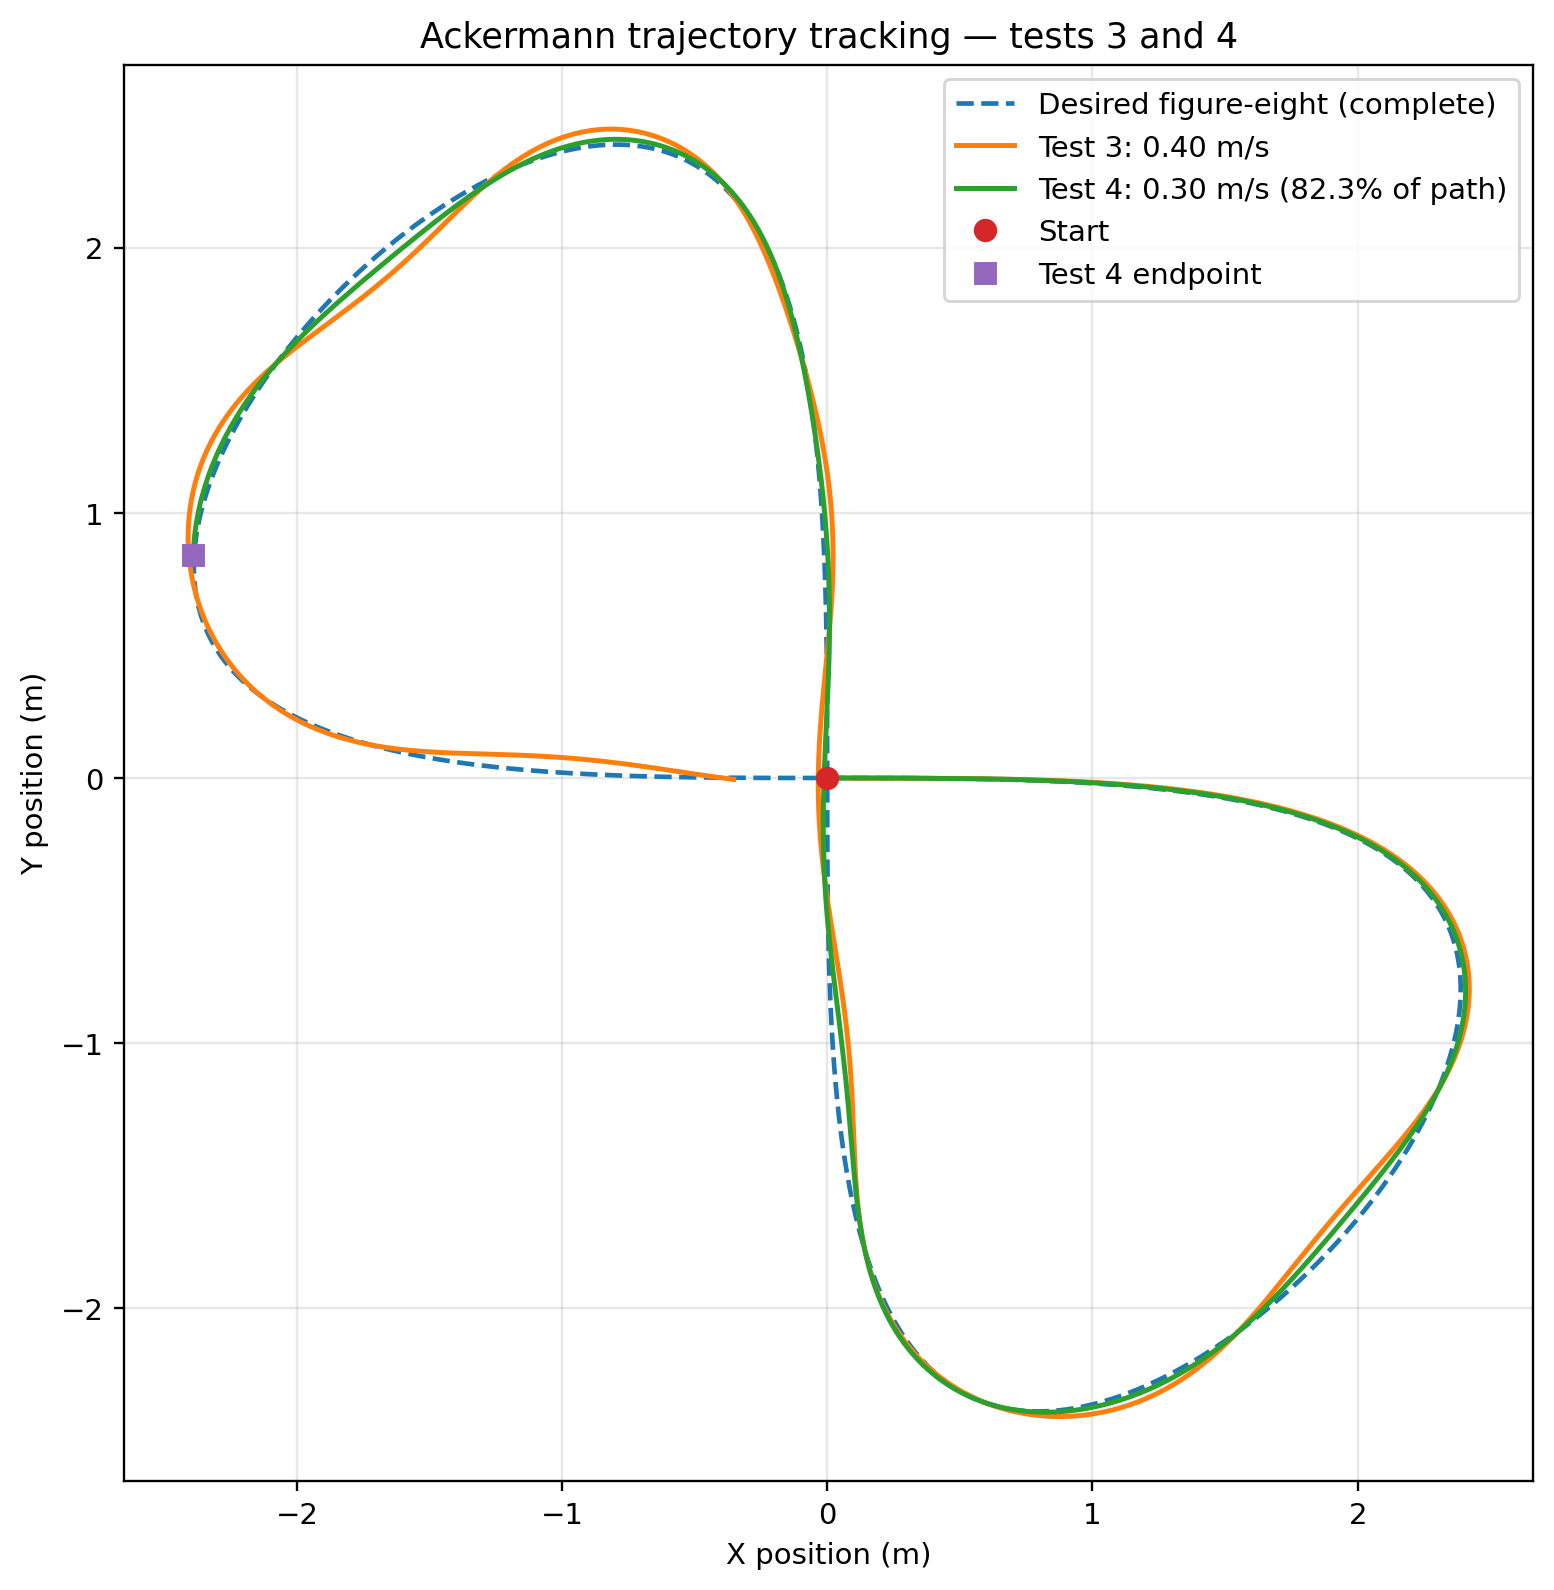 Ackermann trajectory tracking — tests 3 and 4
Desired figure-eight (complete)
Test 3: 0.40 m/s
Test 4: 0.30 m/s (82.3% of path)
Start
Test 4 endpoint
Y position (m)
2
1
0
−1
−2
−2
−1
0
1
2
X position (m)